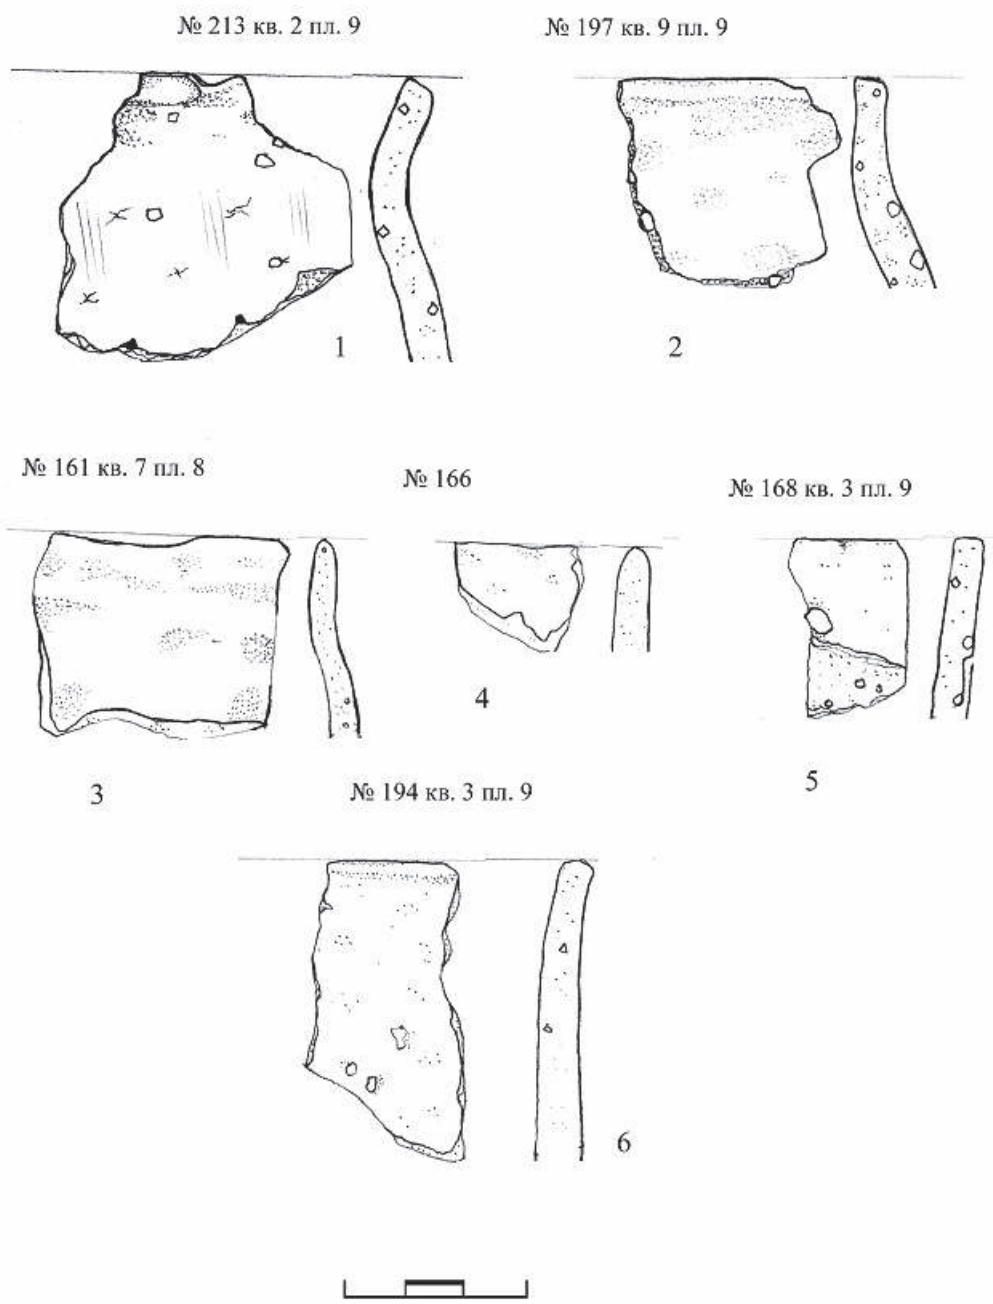 № 213 кв. 2 пл. 9
№ 197 кв. 9 пл. 9
1
2
№ 161 кв. 7 пл. 8
№ 166
№ 168 кв. 3 пл. 9
3
4
5
№ 194 кв. 3 пл. 9
6